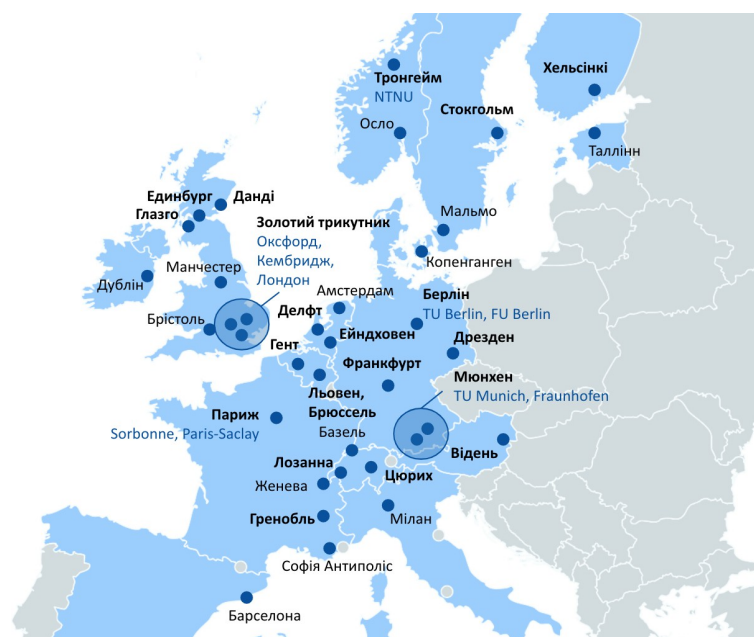 Тронгейм
NTNU
Хельсінкі
Стокгольм
Осло
Таллінн
Единбург
Данді
Глазго
Золотий трикутник
Оксфорд,
Кембридж,
Лондон
Мальмо
Копенганген
Манчестер
Дублін
Амстердам
Берлін
TU Berlin, FU Berlin
Брістоль
Делфт
Ейндховен
Дрезден
Гент
Франкфурт
Мюнхен
TU Munich, Fraunhofen
Льовен,
Брюссель
Париж
Sorbonne, Paris-Saclay
Базель
Відень
Лозанна
Женева
Цюрих
Гренобль
Мілан
Софія Антиполіс
Барселона